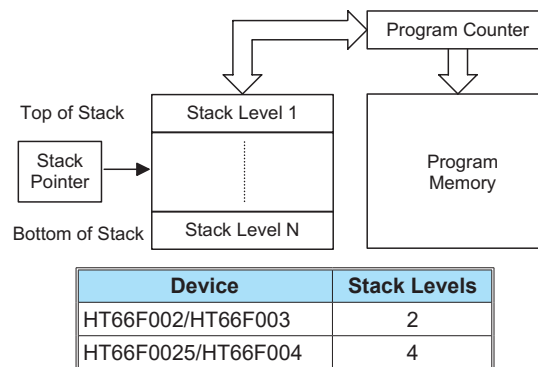 Program Counter
Top of Stack
Stack Level 1
Stack
Pointer
Program
Memory
Bottom of Stack
Stack Level N
Device Stack Levels
HT66F002/HT66F003 2
HT66F0025/HT66F004 4